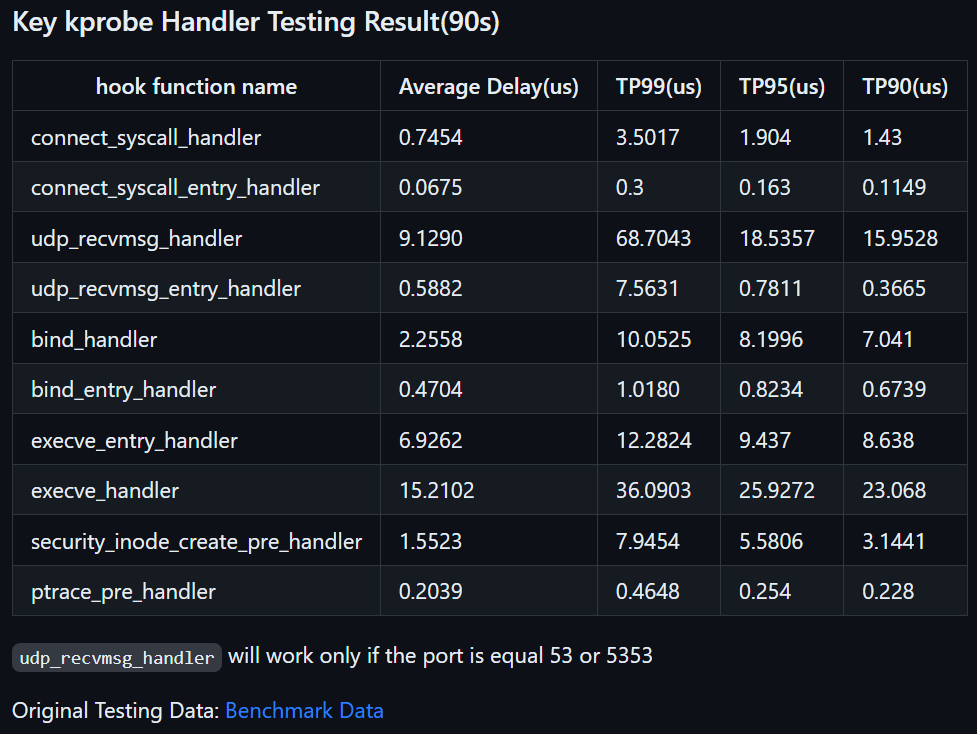 Key kprobe Handler Testing Result(90s)
hook function name Average Delay(us) TP99(us) TP95(us) TP90(us)
connect_syscall_handler 0.7454 3.5017 1.904 1.43
connect_syscall_entry_handler 0.0675 0.3 0.163 0.1149
udp_recvmsg_handler 9.1290 68.7043 18.5357 15.9528
udp_recvmsg_entry_handler 0.5882 7.5631 0.7811 0.3665
bind_handler 2.2558 10.0525 8.1996 7.041
bind_entry_handler 0.4704 1.0180 0.8234 0.6739
execve_entry_handler 6.9262 12.2824 9.437 8.638
execve_handler 15.2102 36.0903 25.9272 23.068
security_inode_create_pre_handler 1.5523 7.9454 5.5806 3.1441
ptrace_pre_handler 0.2039 0.4648 0.254 0.228
udp_recvmsg_handler will work only if the port is equal 53 or 5353
Original Testing Data: Benchmark Data